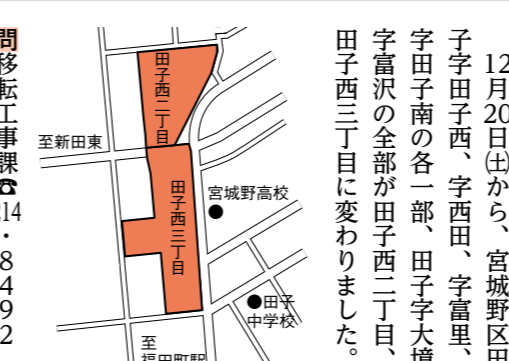 12月20日㈯から、宮城野区田
子字田子西、字西田、字富里、
字田子南の各一部、田子字大境
字富沢の全部が田子西二丁目、
田子西三丁目に変わりました。
田子西二丁目
至新田東
田子西三丁目
宮城野高校
田子
中学校
至
福田町駅
問移転工事課☎214・8492